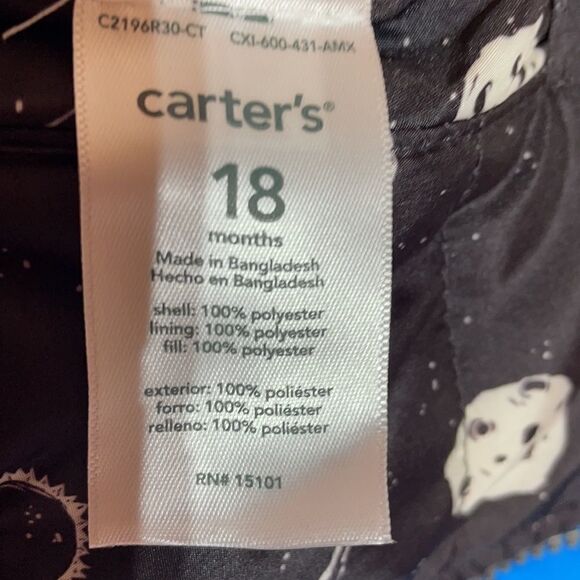 C2196R30-CT CXI-600-431-AMX
carter's®
18
months
Made in Bangladesh
Hecho en Bangladesh
shell: 100% polyester
lining: 100% polyester
fill: 100% polyester
exterior: 100% poliéster
forro: 100% poliéster
relleno: 100% poliéster
RN# 15101